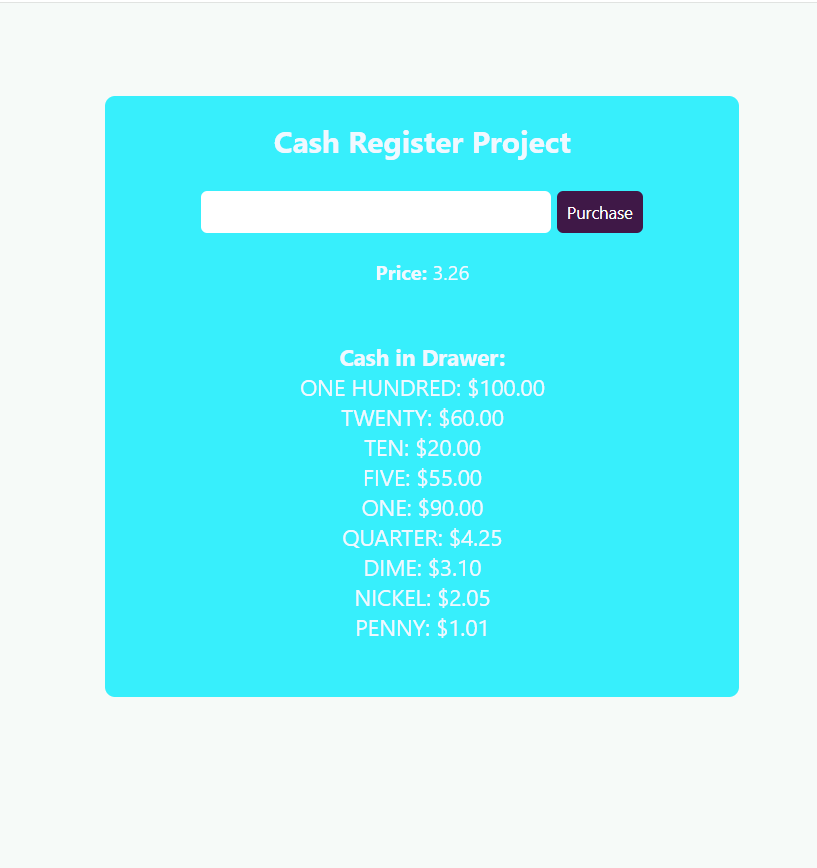 Cash Register Project
Purchase
Price: 3.26
Cash in Drawer:
ONE HUNDRED: $100.00
TWENTY: $60.00
TEN: $20.00
FIVE: $55.00
ONE: $90.00
QUARTER: $4.25
DIME: $3.10
NICKEL: $2.05
PENNY: $1.01